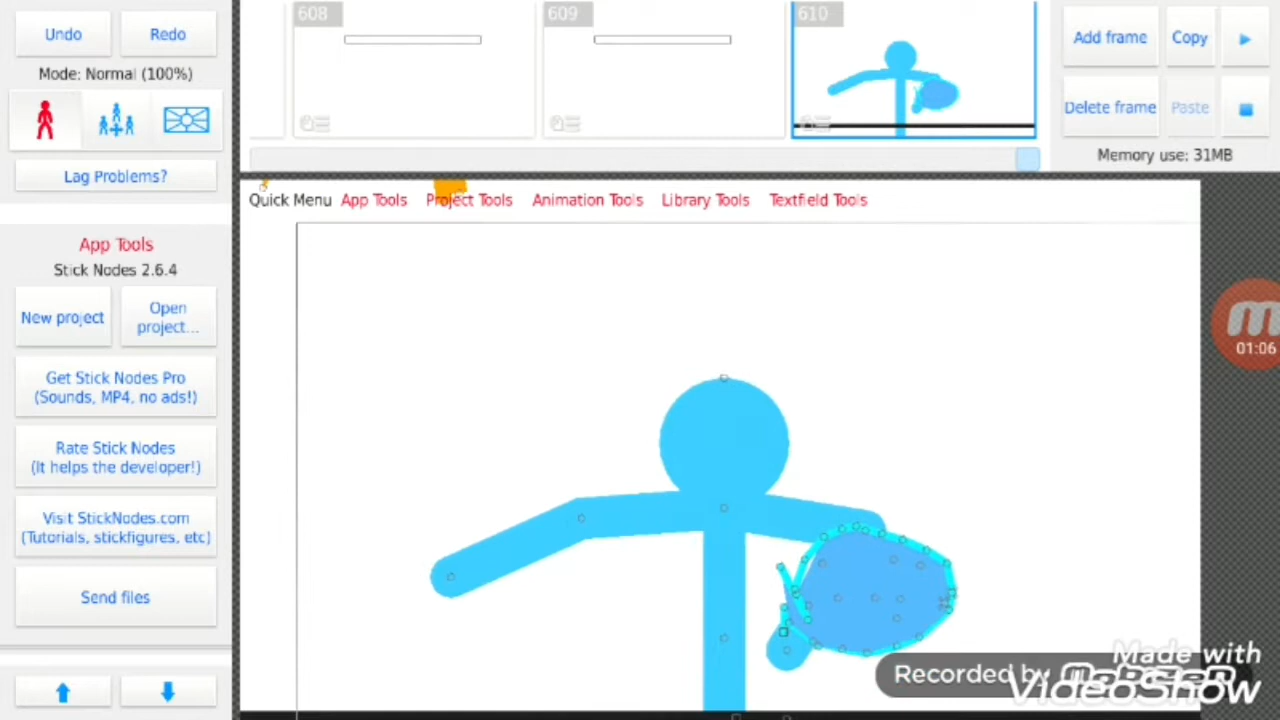 Undo
Redo
608
609
610
Add frame
Copy
Mode: Normal (100%)
Delete frame
Paste
Memory use: 31MB
Lag Problems?
Quick Menu
App Tools
Project Tools
Animation Tools
Library Tools
Textfield Tools
App Tools
Stick Nodes 2.6.4
New project
Open
project...
01:06
Get Stick Nodes Pro
(Sounds, MP4, no ads!)
Rate Stick Nodes
(It helps the developer!)
Visit StickNodes.com
(Tutorials, stickfigures, etc)
Send files
Made with
Recorded by
VideoShow